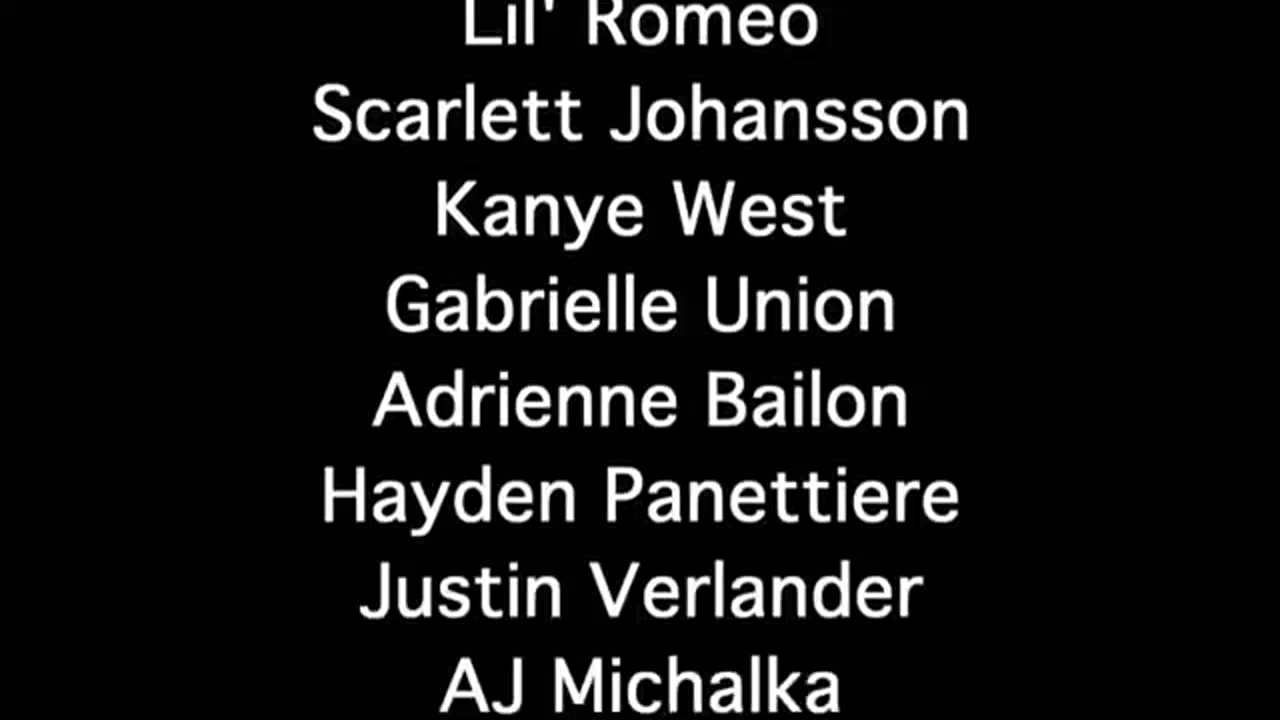 Lil' Romeo
Scarlett Johansson
Kanye West
Gabrielle Union
Adrienne Bailon
Hayden Panettiere
Justin Verlander
AJ Michalka